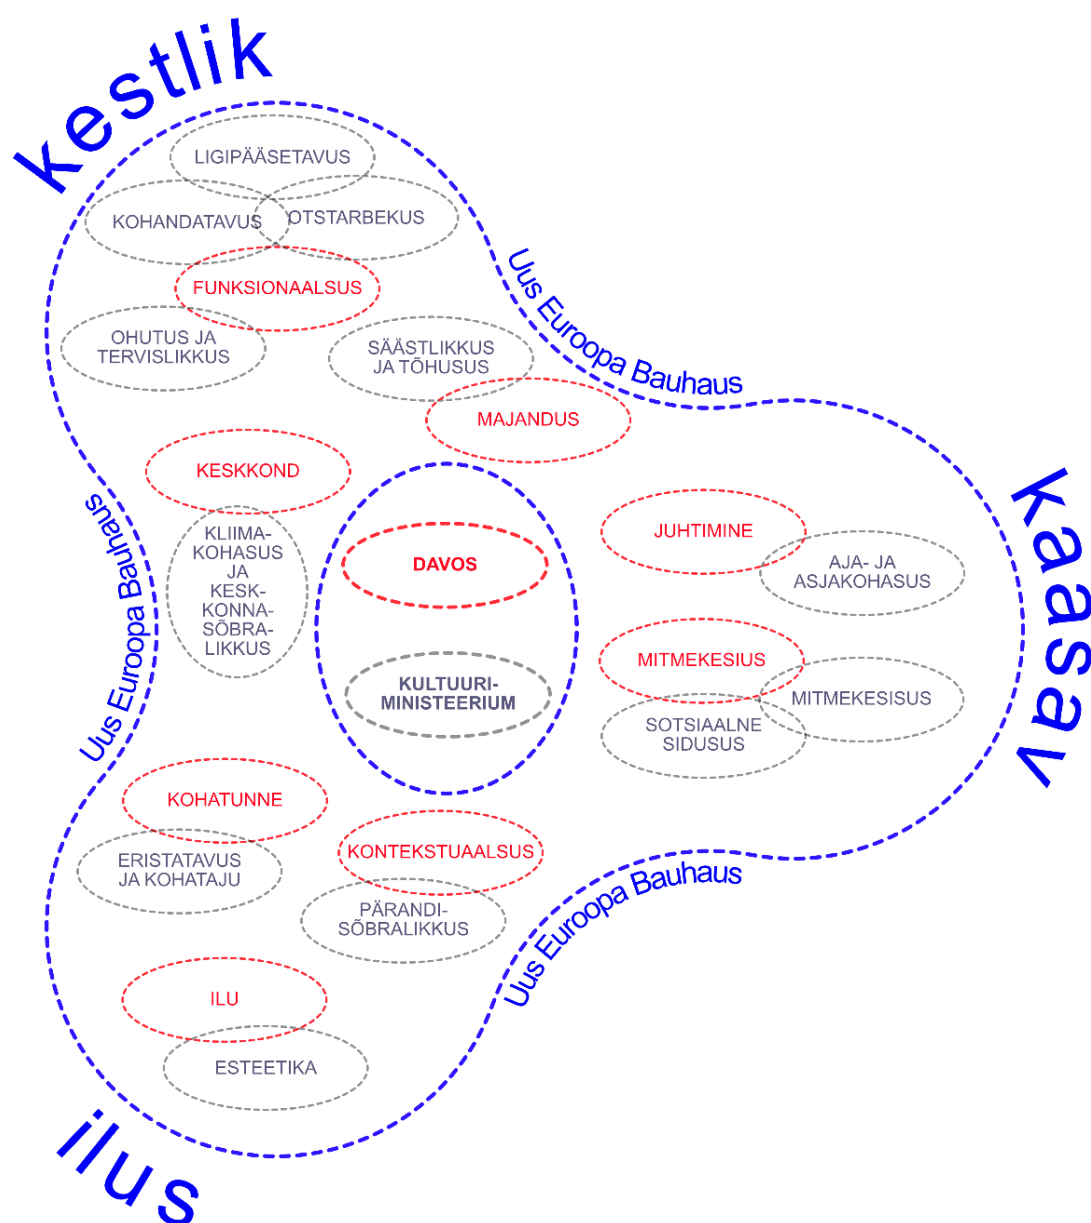 kestlik
LIGIPÄÄSETAVUS
KOHANDATAVUS
OTSTARBEKUS
FUNKSIONAALSUS
OHUTUS JA
TERVISLIKKUS
SÄÄSTLIKKUS
JA TÕHUSUS
MAJANDUS
Uus Euroopa Bauhaus
KESKKOND
KLIIMA-
KOHASUS
JA
KESK-
KONNA-
SÕBRA-
LIKKUS
Uus Euroopa Bauhaus
DAVOS
KULTUURI-
MINISTEERIUM
kaasav
JUHTIMINE
AJA- JA
ASJAKOHASUS
MITMEKESIUS
MITMEKESISUS
SOTSIAALNE
SIDUSUS
KOHATUNNE
ERISTATAVUS
JA KOHATAJU
KONTEKSTUAALSUS
PÄRANDI-
SÕBRALIKKUS
Uus Euroopa Bauhaus
ILU
ESTEETIKA
ilus